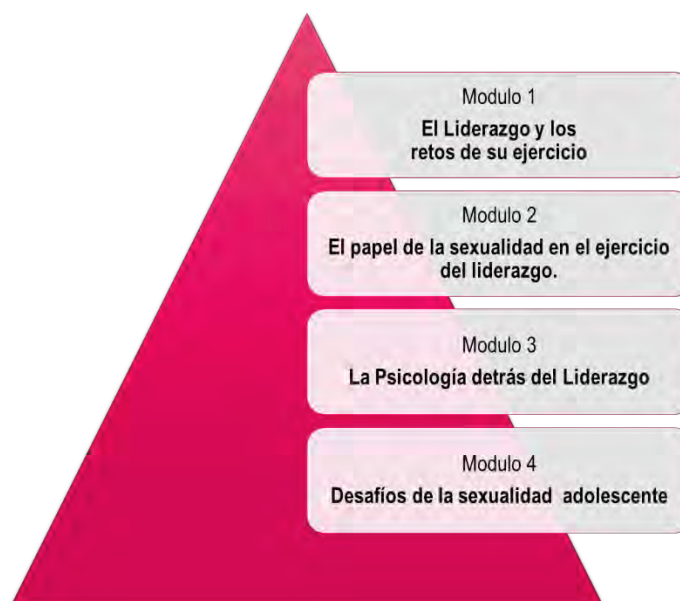 Modulo 1
El Liderazgo y los
retos de su ejercicio
Modulo 2
El papel de la sexualidad en el ejercicio
del liderazgo.
Modulo 3
La Psicología detrás del Liderazgo
Modulo 4
Desafíos de la sexualidad adolescente